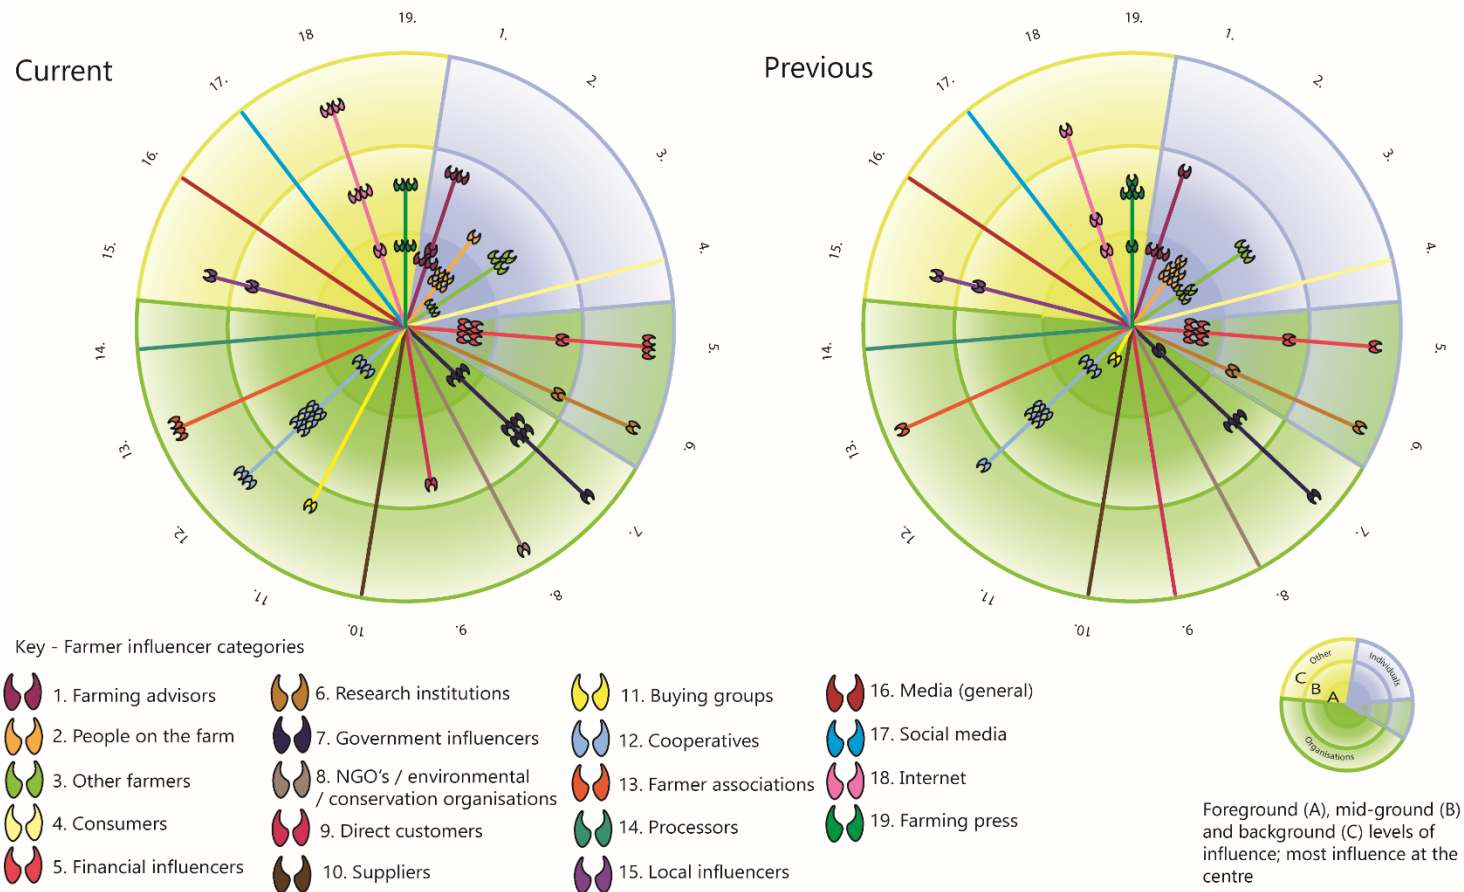 Current
19.
1.
2.
3.
4.
5.
6.
7.
8.
9.
10.
11.
12.
13.
14.
15.
16.
17.
18
Previous
19.
1.
2.
3.
4.
5.
6.
7.
8.
9.
10.
11.
12.
13.
14.
15.
16.
17.
18
Key - Farmer influencer categories
1. Farming advisors
2. People on the farm
3. Other farmers
4. Consumers
5. Financial influencers
6. Research institutions
7. Government influencers
8. NGO's / environmental
/ conservation organisations
9. Direct customers
10. Suppliers
11. Buying groups
12. Cooperatives
13. Farmer associations
14. Processors
15. Local influencers
16. Media (general)
17. Social media
18. Internet
19. Farming press
Other
Individuals
Organisations
C
B
A
Foreground (A), mid-ground (B)
and background (C) levels of
influence; most influence at the
centre